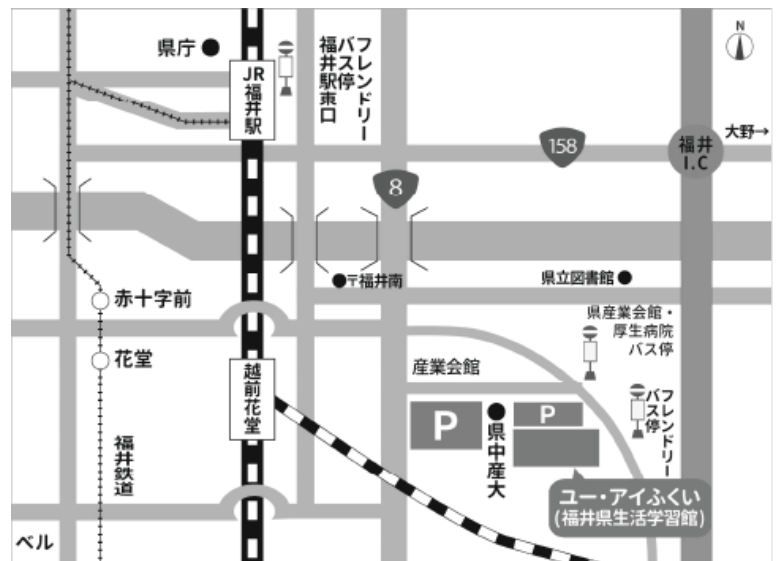 県庁
JR
福井駅
フレンドリー
バス停
福井駅東口
N
大野→
158
福井
I.C
8
〒福井南
県立図書館
赤十字前
県産業会館・
厚生病院
バス停
花堂
産業会館
越前花堂
フレンドリー
バス停
P
P
県中産大
福井鉄道
ユー・アイふくい
(福井県生活学習館)
ベル